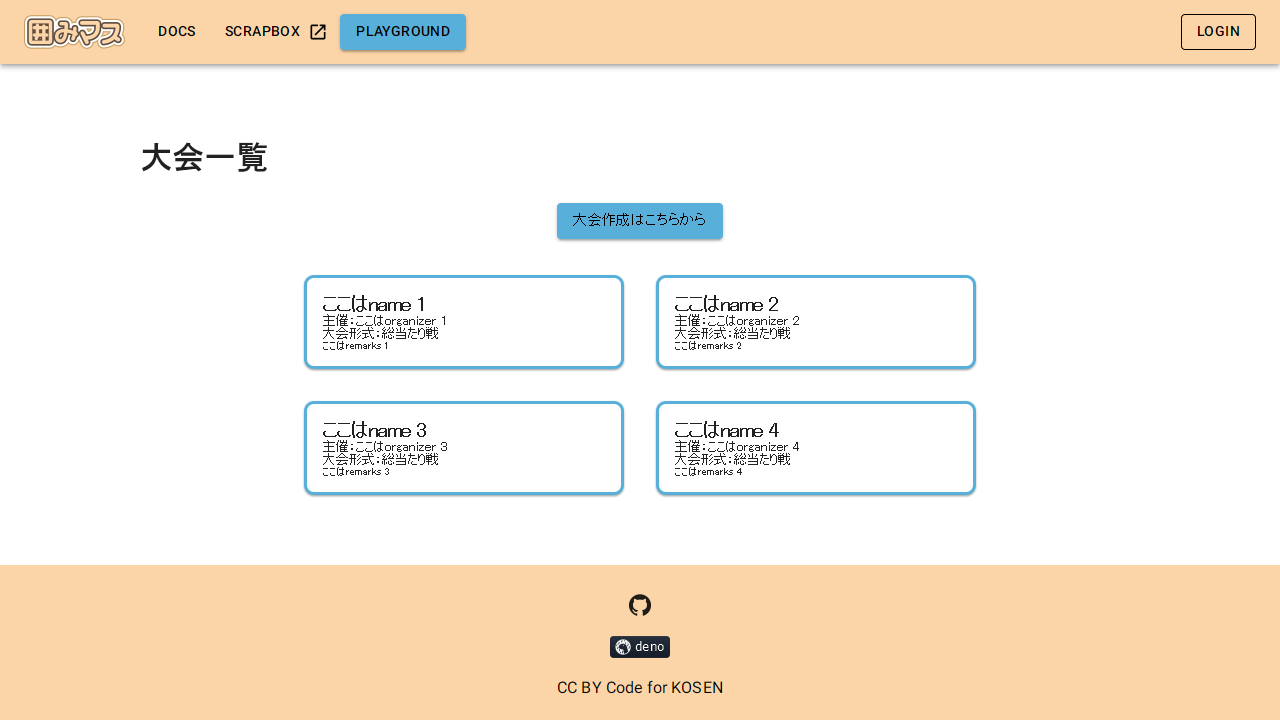 囲みマス
DOCS
SCRAPBOX
PLAYGROUND
LOGIN
大会一覧
大会作成はこちらから
ここはname 1
主催：ここはorganizer 1
大会形式：総当たり戦
ここはremarks 1
ここはname 2
主催：ここはorganizer 2
大会形式：総当たり戦
ここはremarks 2
ここはname 3
主催：ここはorganizer 3
大会形式：総当たり戦
ここはremarks 3
ここはname 4
主催：ここはorganizer 4
大会形式：総当たり戦
ここはremarks 4
deno
CC BY Code for KOSEN